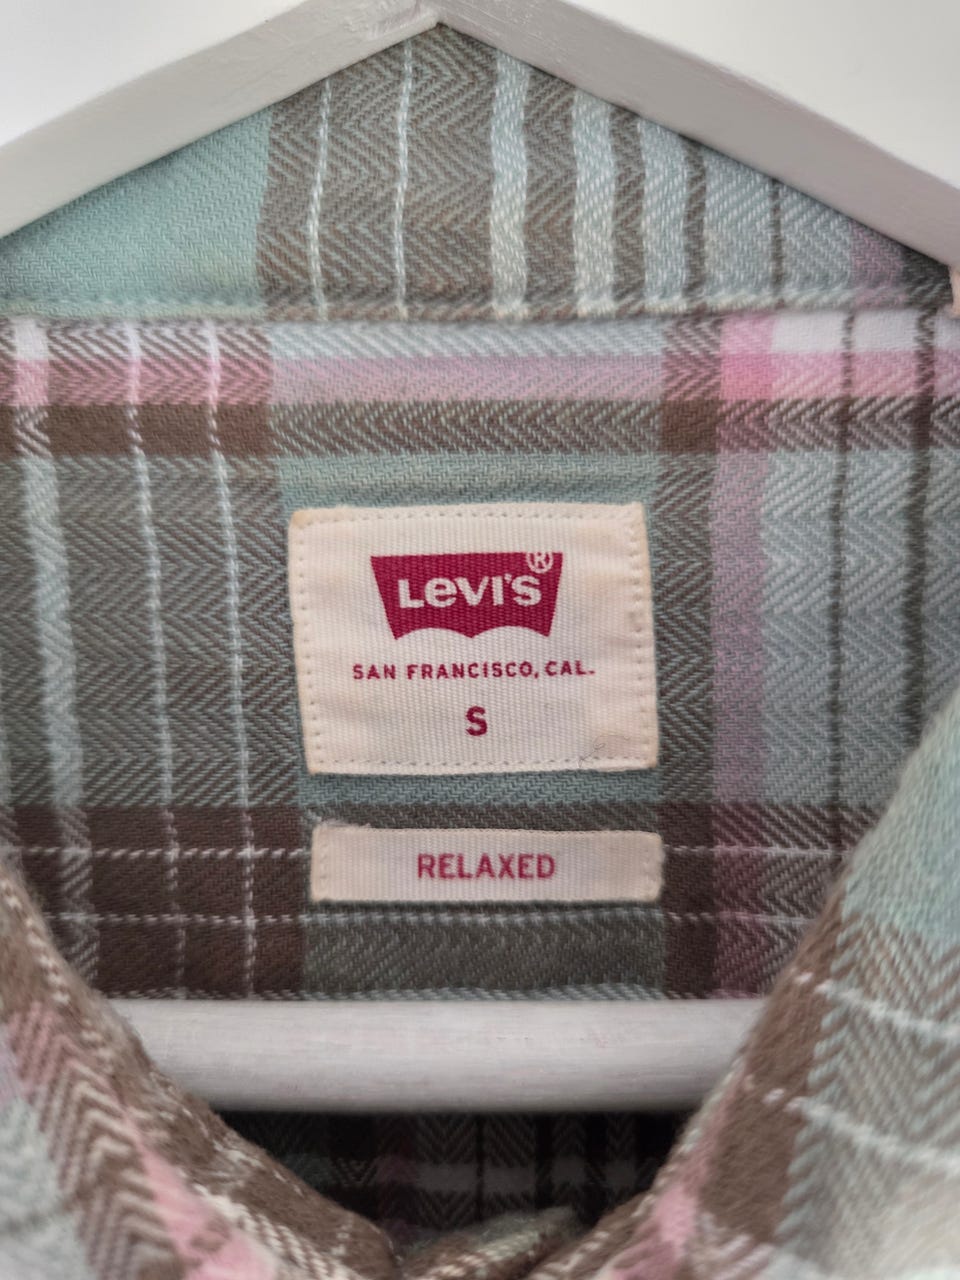 Levi's®
SAN FRANCISCO, CAL.
S
RELAXED